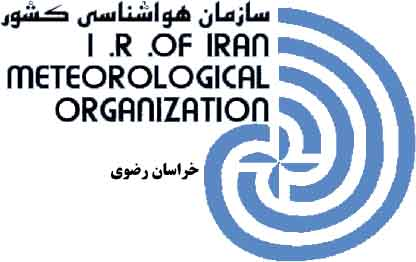 سازمان هواشناسی کشور
I .R .OF IRAN
METEOROLOGICAL
ORGANIZATION
خراسان رضوی